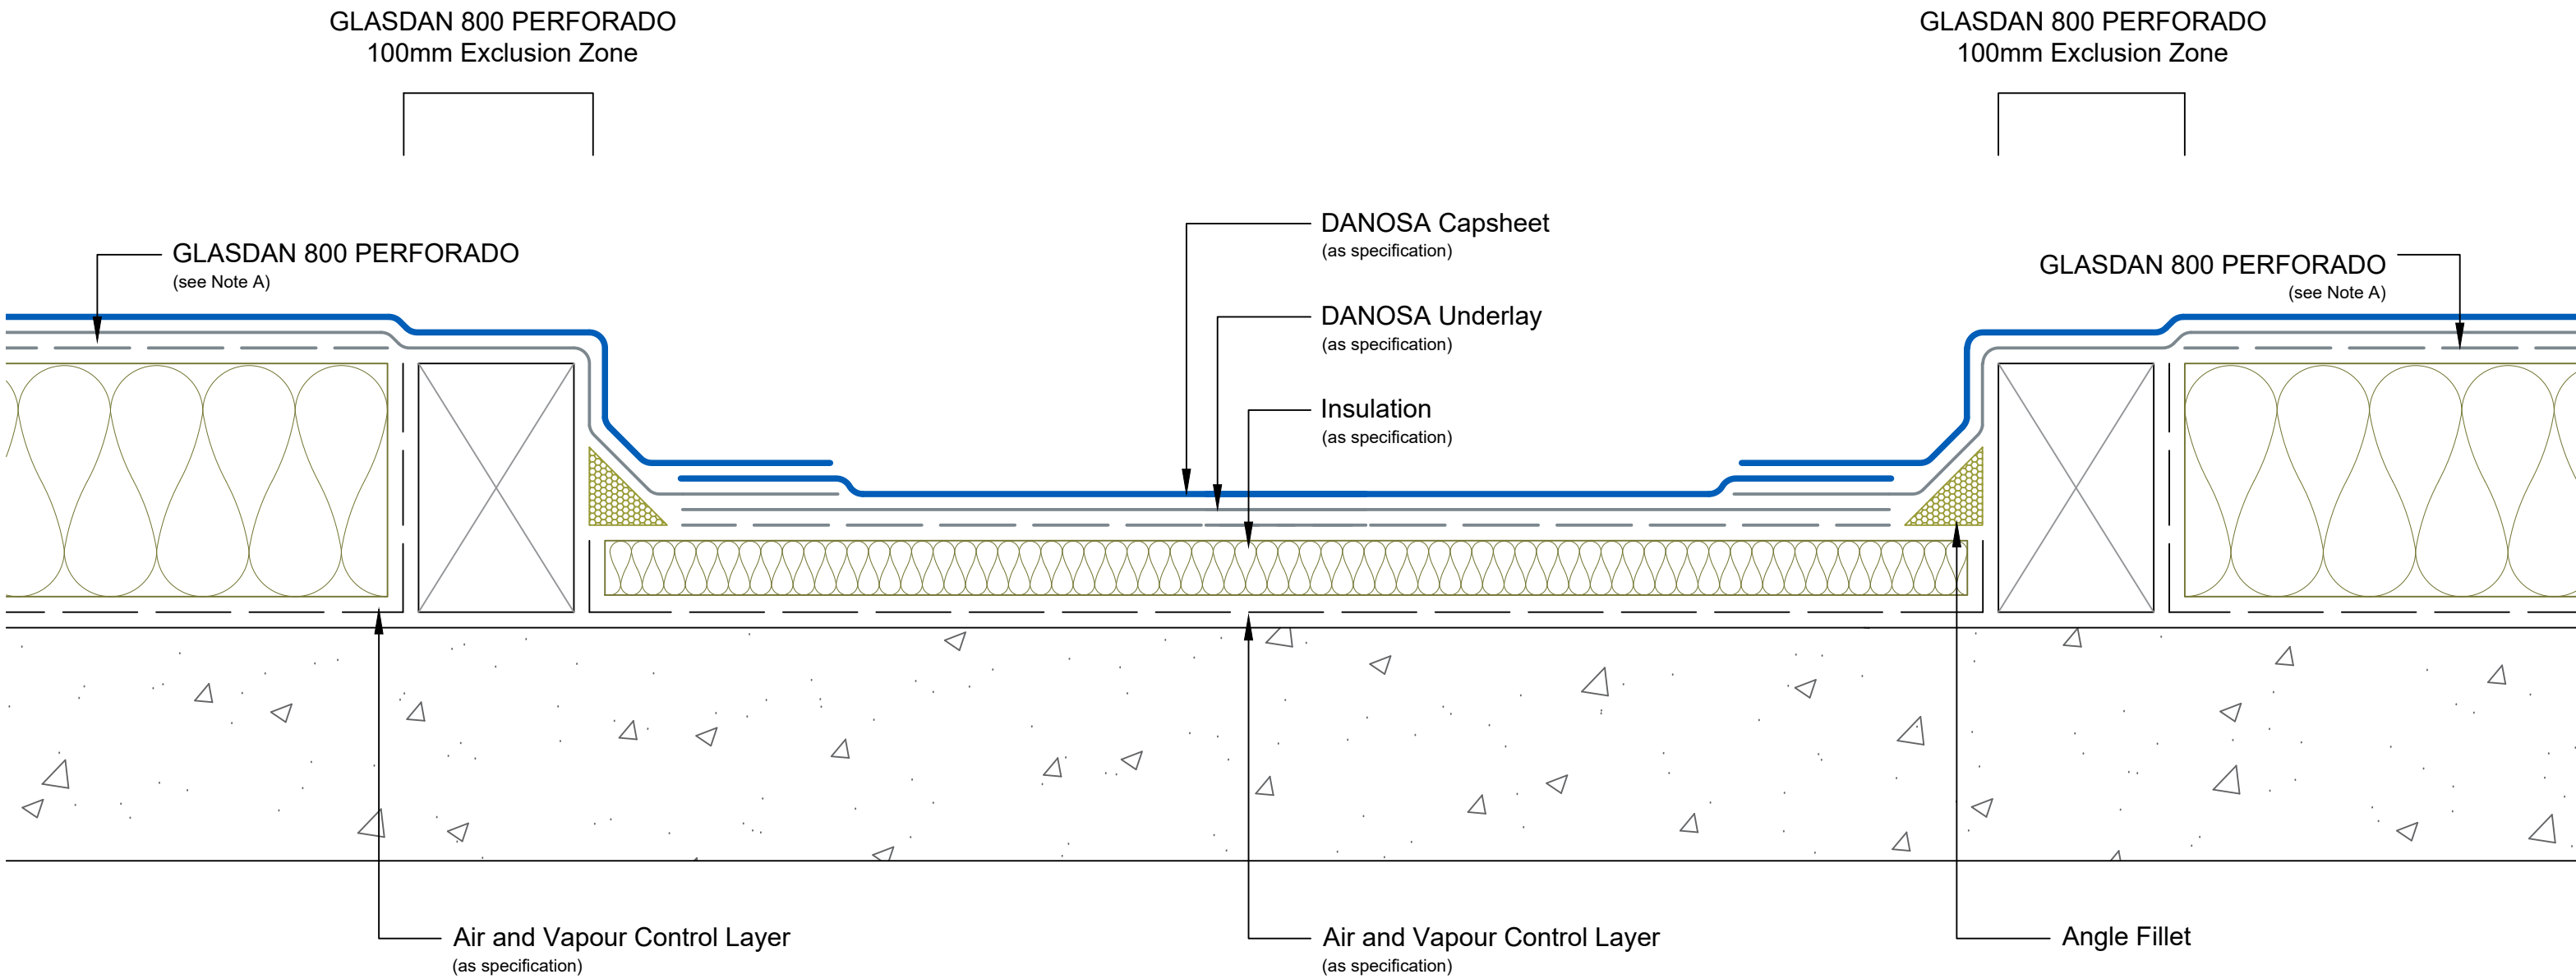 GLASDAN 800 PERFORADO
100mm Exclusion Zone
GLASDAN 800 PERFORADO
100mm Exclusion Zone
DANOSA Capsheet
(as specification)
GLASDAN 800 PERFORADO
(see Note A)
GLASDAN 800 PERFORADO
(see Note A)
DANOSA Underlay
(as specification)
Insulation
(as specification)
Air and Vapour Control Layer
(as specification)
Air and Vapour Control Layer
(as specification)
Angle Fillet